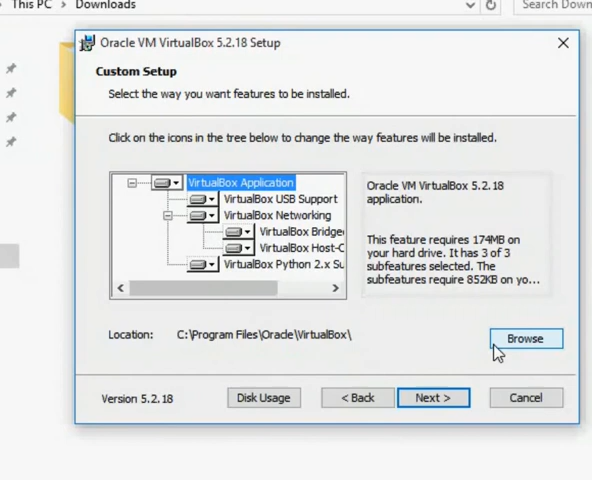 This PC > Downloads
Search Down
Oracle VM VirtualBox 5.2.18 Setup
Custom Setup
Select the way you want features to be installed.
Click on the icons in the tree below to change the way features will be installed.
VirtualBox Application
VirtualBox USB Support
VirtualBox Networking
VirtualBox Bridge
VirtualBox Host-C
VirtualBox Python 2.x Su
Oracle VM VirtualBox 5.2.18
application.
This feature requires 174MB on
your hard drive. It has 3 of 3
subfeatures selected. The
subfeatures require 852KB on yo...
Location: C:\Program Files\Oracle\VirtualBox\
Browse
Version 5.2.18
Disk Usage
< Back
Next >
Cancel